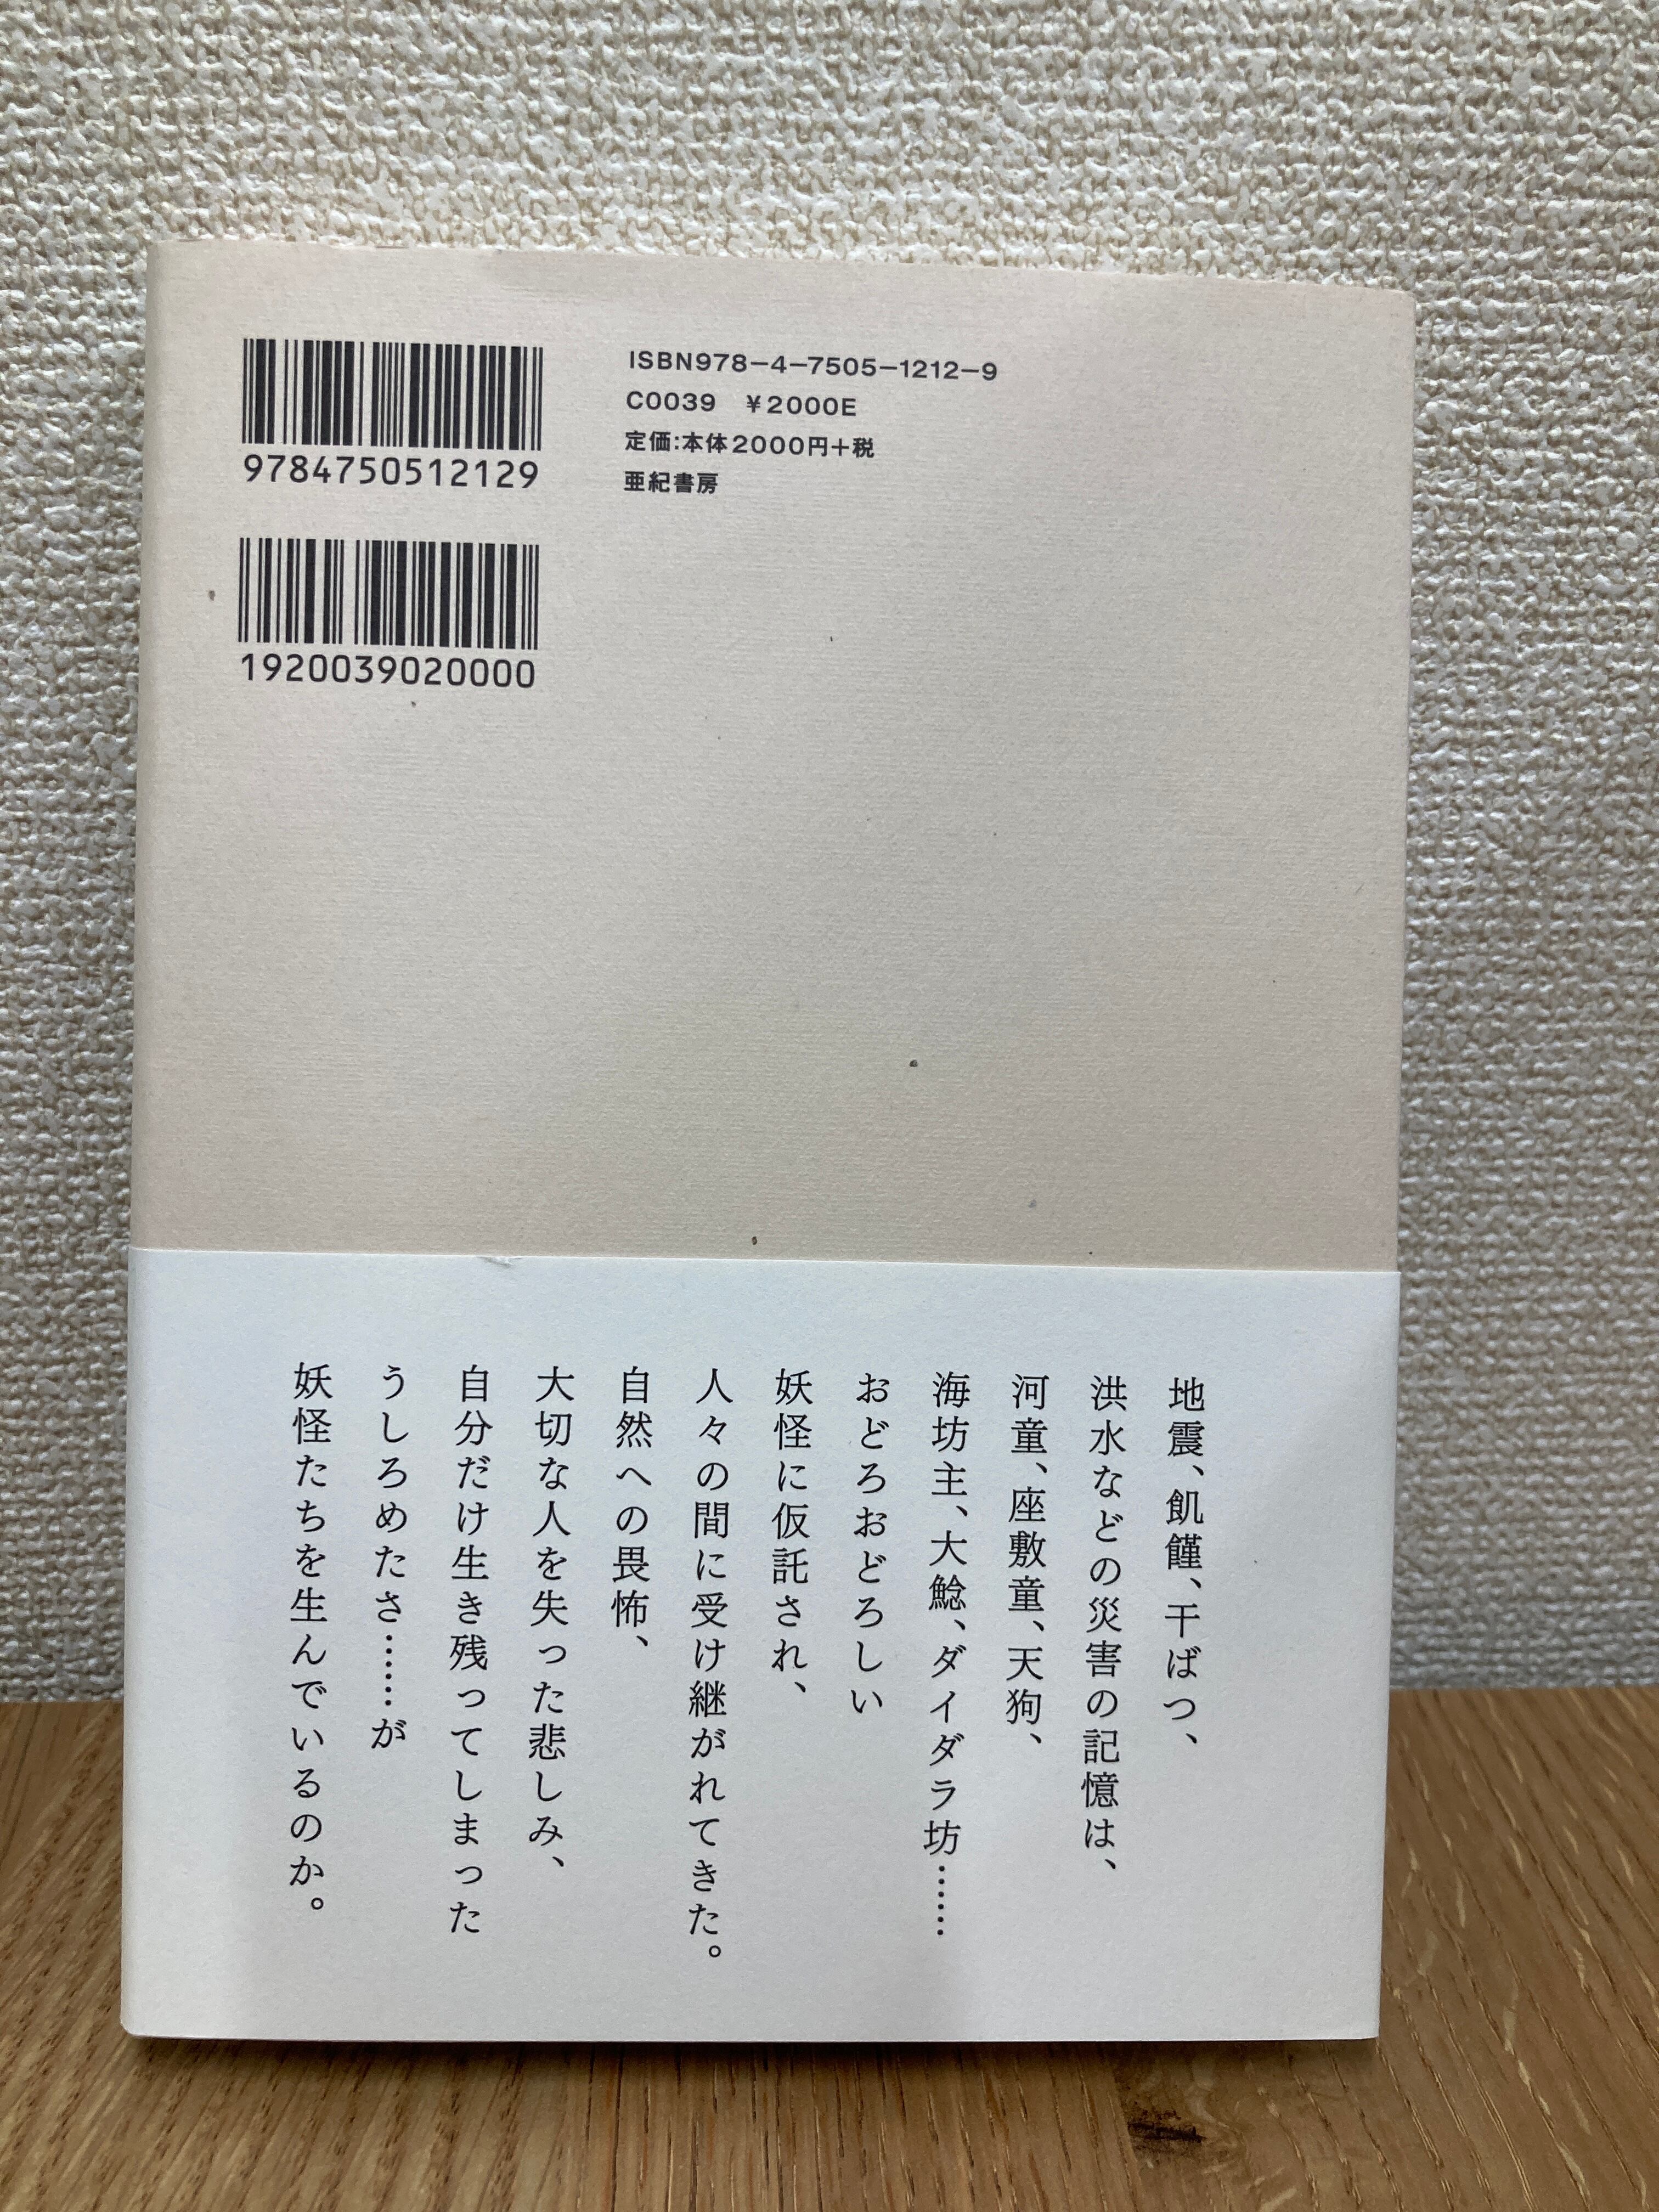 9784750512129
1920039020000
ISBN978-4-7505-1212-9
C0039 ¥2000E
定価:本体2000円+税
亜紀書房
地震、飢饉、干ばつ、
洪水などの災害の記憶は、
河童、座敷童、天狗、
海坊主、大鯰、ダイダラ坊……
おどろおどろしい
妖怪に仮託され、
人々の間に受け継がれてきた。
自然への畏怖、
大切な人を失った悲しみ、
自分だけ生き残ってしまった
うしろめたさ……が
妖怪たちを生んでいるのか。